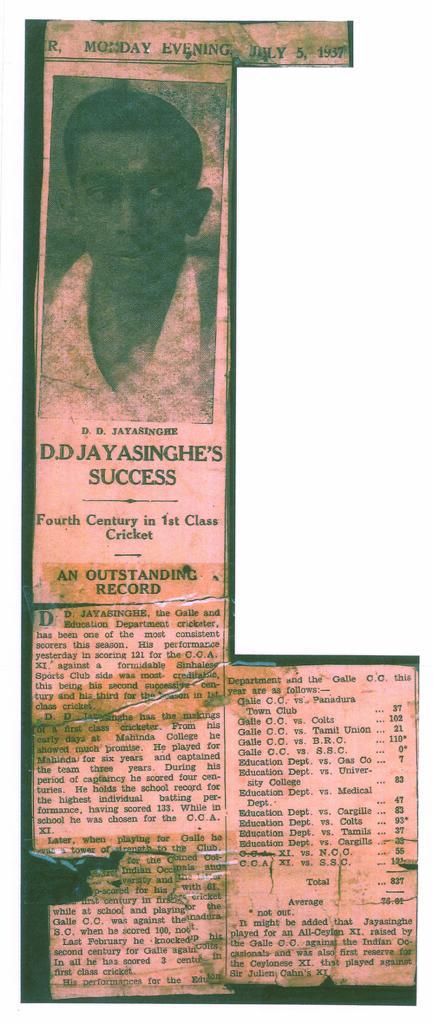 R, MONDAY EVENING, JULY 5, 1937
D. D. JAYASINGHE
D.D JAYASINGHE'S
SUCCESS
Fourth Century in 1st Class
Cricket
AN OUTSTANDING
RECORD
D. D. JAYASINGHE, the Galle and
Education Department cricketer,
has been one of the most consistent
scorers this season. His performance
yesterday in scoring 121 for the C.C.A.
XI. against a formidable Sinhalese
Sports Club side was most creditable,
this being his second successive cen-
tury and his third for the season in 1st
class cricket.
D. D. Jayasinghe has the makings
of a first class cricketer. From his
early days at Mahinda College he
showed much promise. He played for
Mahinda for six years and captained
the team three years. During his
period of captaincy he scored four cen-
turies. He holds the school record for
the highest individual batting per-
formance, having scored 133. While in
school he was chosen for the C.C.A.
XI.
Later, when playing for Galle he
was a tower of strength to the Club.
for the
Indian
versity and
scored for his with 61.
first century in first cricket
while at school and playing for the
Galle C.C. was against the
S.C. when he scored 100, not
Last February he knocked his
second century for Galle again Colts.
In all he has scored 3 in
first class cricket.
His performances for the
Department and the Galle C.C. this
year are as follows:—
Galle C.C. vs. Panadura
Town Club ... 37
Galle C.C. vs. Colts ... 102
Galle C.C. vs. Tamil Union ... 21
Galle C.C. vs. B.R.C. ... 110*
Galle C.C. vs. S.S.C. ... 0*
Education Dept. vs. Gas Co ... 7
Education Dept. vs. Univer-
sity College ... 83
Education Dept. vs. Medical
Dept. ... 47
Education Dept. vs. Cargills ... 83
Education Dept. vs. Colts ... 93*
Education Dept. vs. Tamils ... 37
Education Dept. vs. Cargills
C.C.A. XI. vs. N.C.C. ... 55
C.C.A. XI. vs. S.S.C. ...
Total ... 837
Average ...
* not out.
It might be added that Jayasinghe
played for an All-Ceylon XI. raised by
the Galle C.C. against the Indian Oc-
casionals and was also first reserve for
the Ceylonese XI. that played against
Sir Julien Cahn's XI.